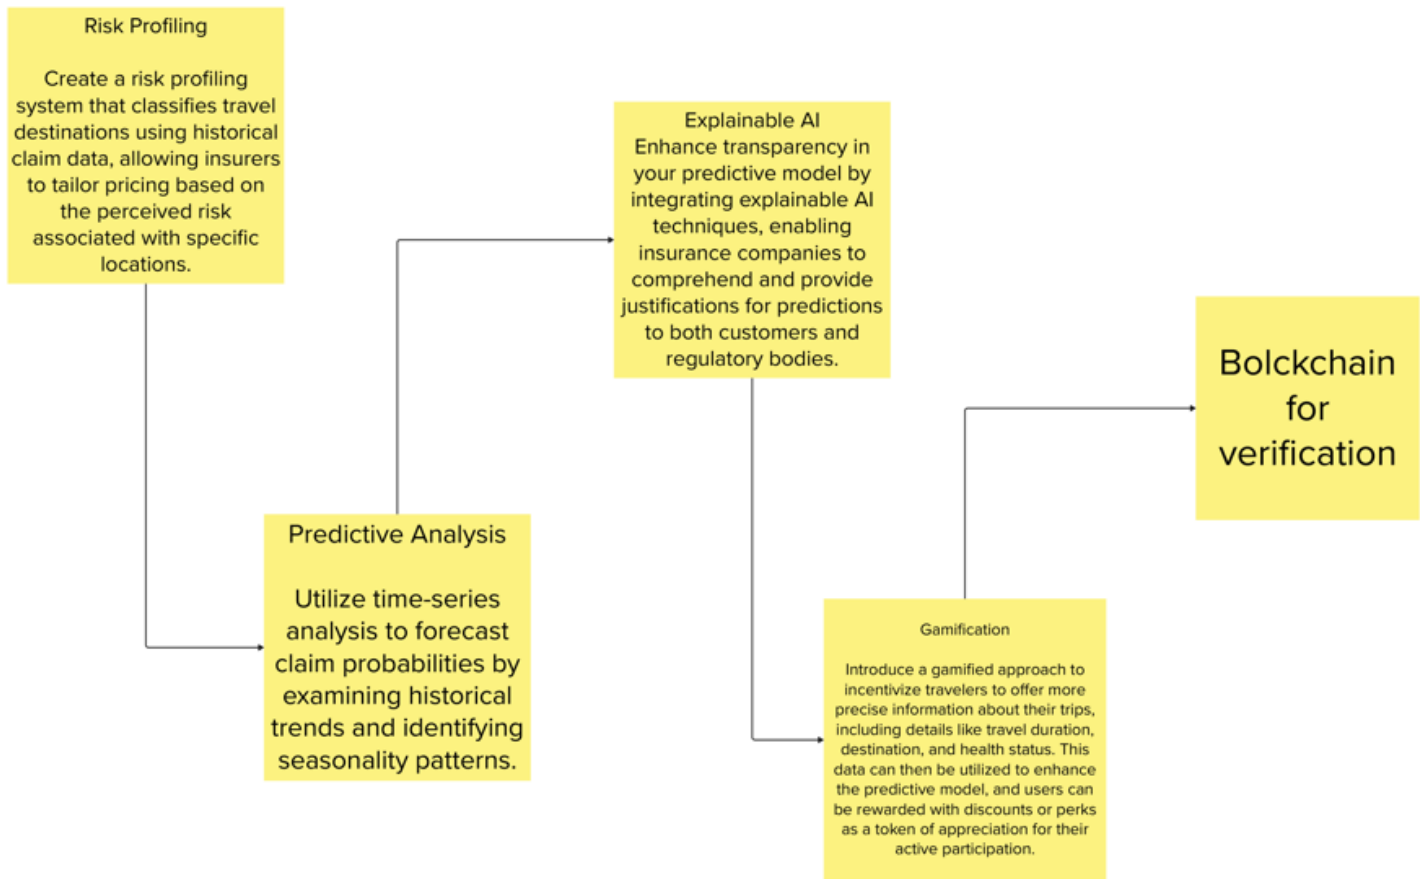 Risk Profiling
Create a risk profiling
system that classifies travel
destinations using historical
claim data, allowing insurers
to tailor pricing based on
the perceived risk
associated with specific
locations.
Predictive Analysis
Utilize time-series
analysis to forecast
claim probabilities by
examining historical
trends and identifying
seasonality patterns.
Explainable AI
Enhance transparency in
your predictive model by
integrating explainable AI
techniques, enabling
insurance companies to
comprehend and provide
justifications for predictions
to both customers and
regulatory bodies.
Gamification
Introduce a gamified approach to
incentivize travelers to offer more
precise information about their trips,
including details like travel duration,
destination, and health status. This
data can then be utilized to enhance
the predictive model, and users can
be rewarded with discounts or perks
as a token of appreciation for their
active participation.
Bolckchain
for
verification